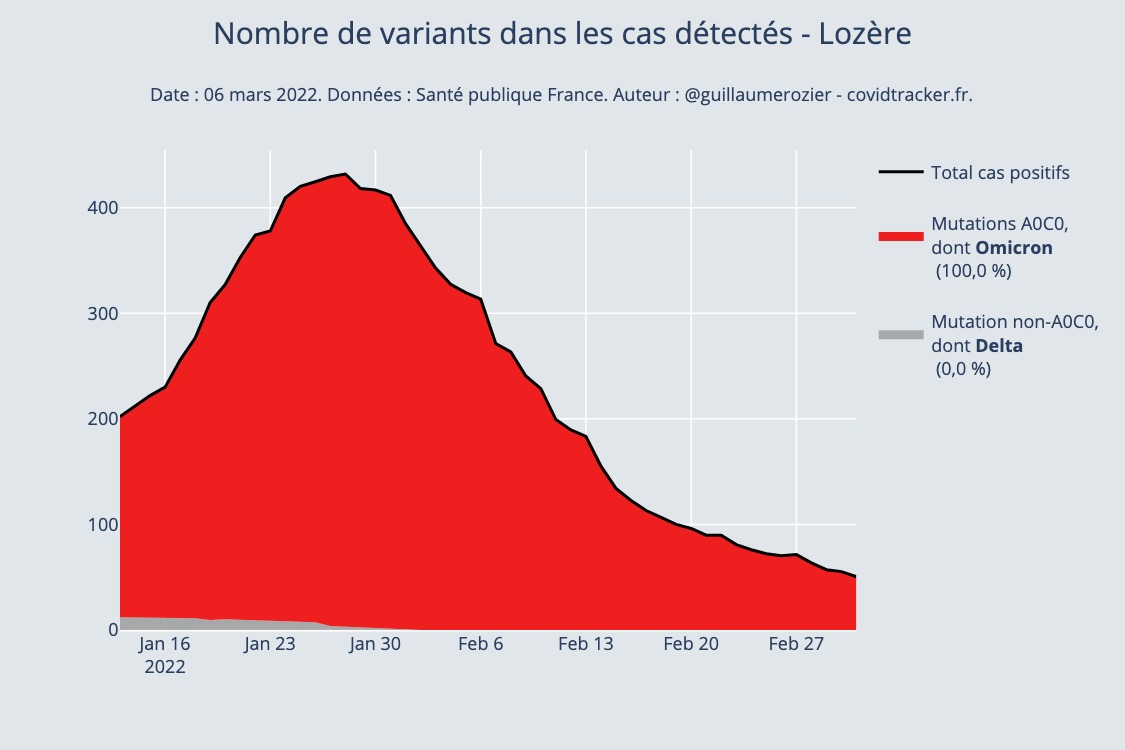 Nombre de variants dans les cas détectés - Lozère
Date : 06 mars 2022. Données : Santé publique France. Auteur : @guillaumerozier - covidtracker.fr.
Total cas positifs
Mutations A0C0,
dont Omicron
(100,0 %)
Mutation non-A0C0,
dont Delta
(0,0 %)
400
300
200
100
0
Jan 16
2022
Jan 23
Jan 30
Feb 6
Feb 13
Feb 20
Feb 27